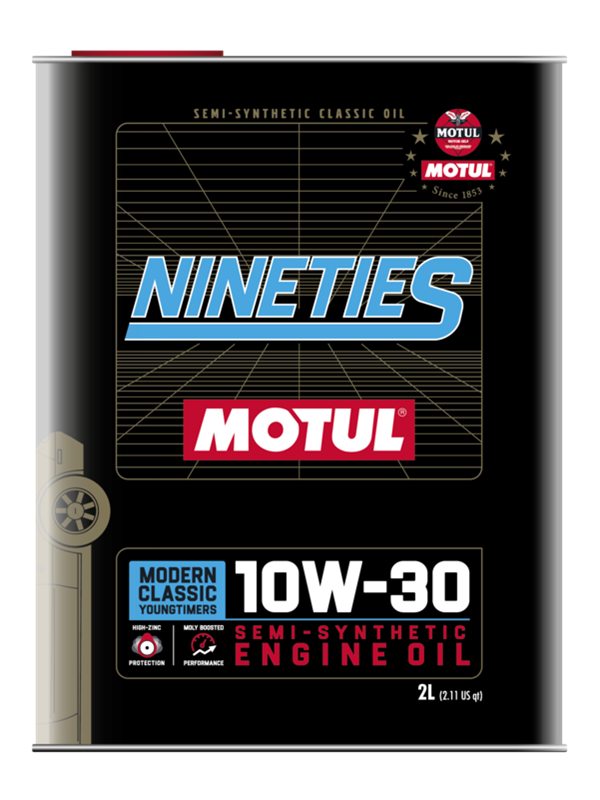 SEMI-SYNTHETIC CLASSIC OIL
MOTUL
MOTUL
Since 1853
NINETIES
MOTUL®
MODERN
CLASSIC
YOUNGTIMERS
10W-30
HIGH-ZINC
PROTECTION
MOLY BOOSTED
PERFORMANCE
SEMI-SYNTHETIC
ENGINE OIL
2L (2.11 US qt)